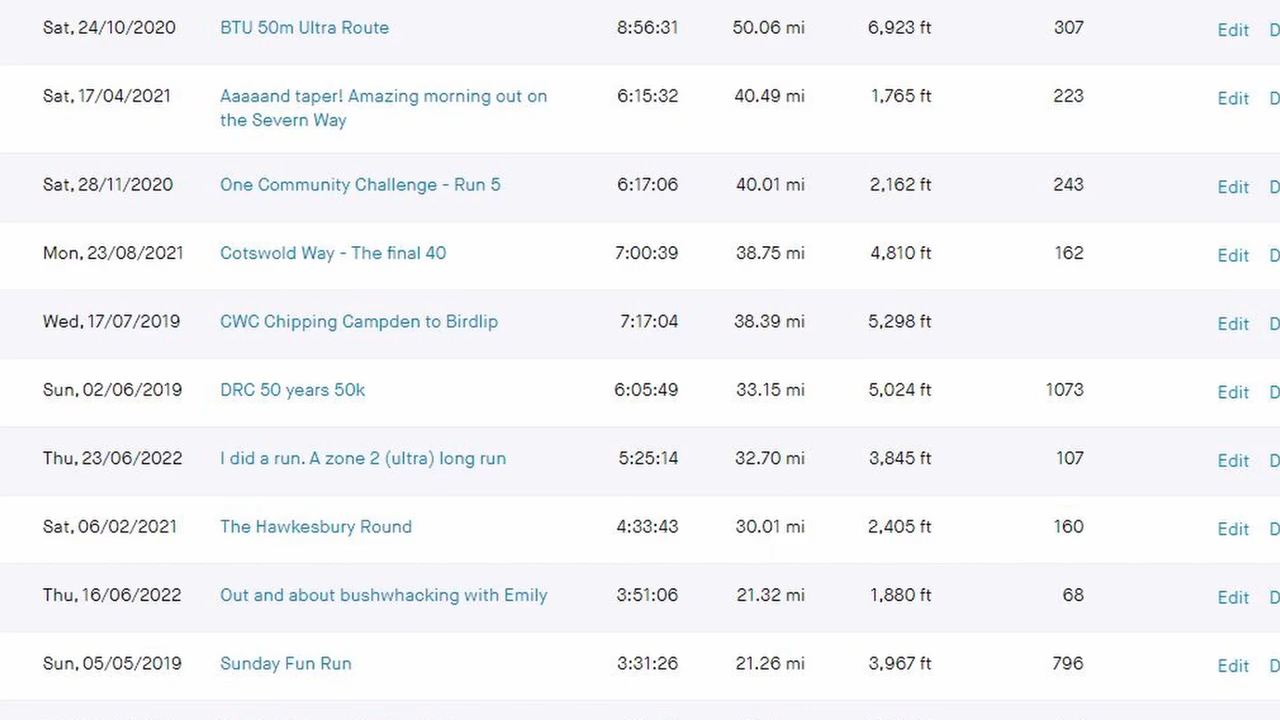 Sat, 24/10/2020 BTU 50m Ultra Route 8:56:31 50.06 mi 6,923 ft 307 Edit D
Sat, 17/04/2021 Aaaaand taper! Amazing morning out on 6:15:32 40.49 mi 1,765 ft 223 Edit D
the Severn Way
Sat, 28/11/2020 One Community Challenge - Run 5 6:17:06 40.01 mi 2,162 ft 243 Edit D
Mon, 23/08/2021 Cotswold Way - The final 40 7:00:39 38.75 mi 4,810 ft 162 Edit D
Wed, 17/07/2019 CWC Chipping Campden to Birdlip 7:17:04 38.39 mi 5,298 ft Edit D
Sun, 02/06/2019 DRC 50 years 50k 6:05:49 33.15 mi 5,024 ft 1073 Edit D
Thu, 23/06/2022 I did a run. A zone 2 (ultra) long run 5:25:14 32.70 mi 3,845 ft 107 Edit D
Sat, 06/02/2021 The Hawkesbury Round 4:33:43 30.01 mi 2,405 ft 160 Edit D
Thu, 16/06/2022 Out and about bushwhacking with Emily 3:51:06 21.32 mi 1,880 ft 68 Edit D
Sun, 05/05/2019 Sunday Fun Run 3:31:26 21.26 mi 3,967 ft 796 Edit D